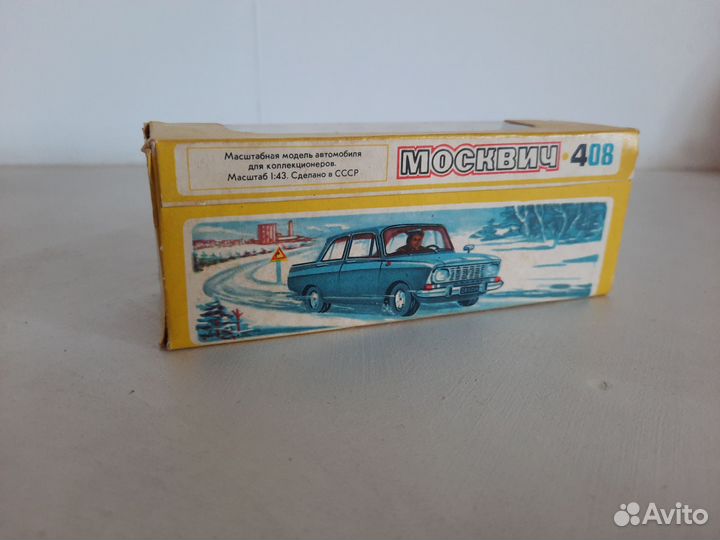 Масштабная модель автомобиля
для коллекционеров.
Масштаб 1:43. Сделано в СССР
МОСКВИЧ · 408
Avito